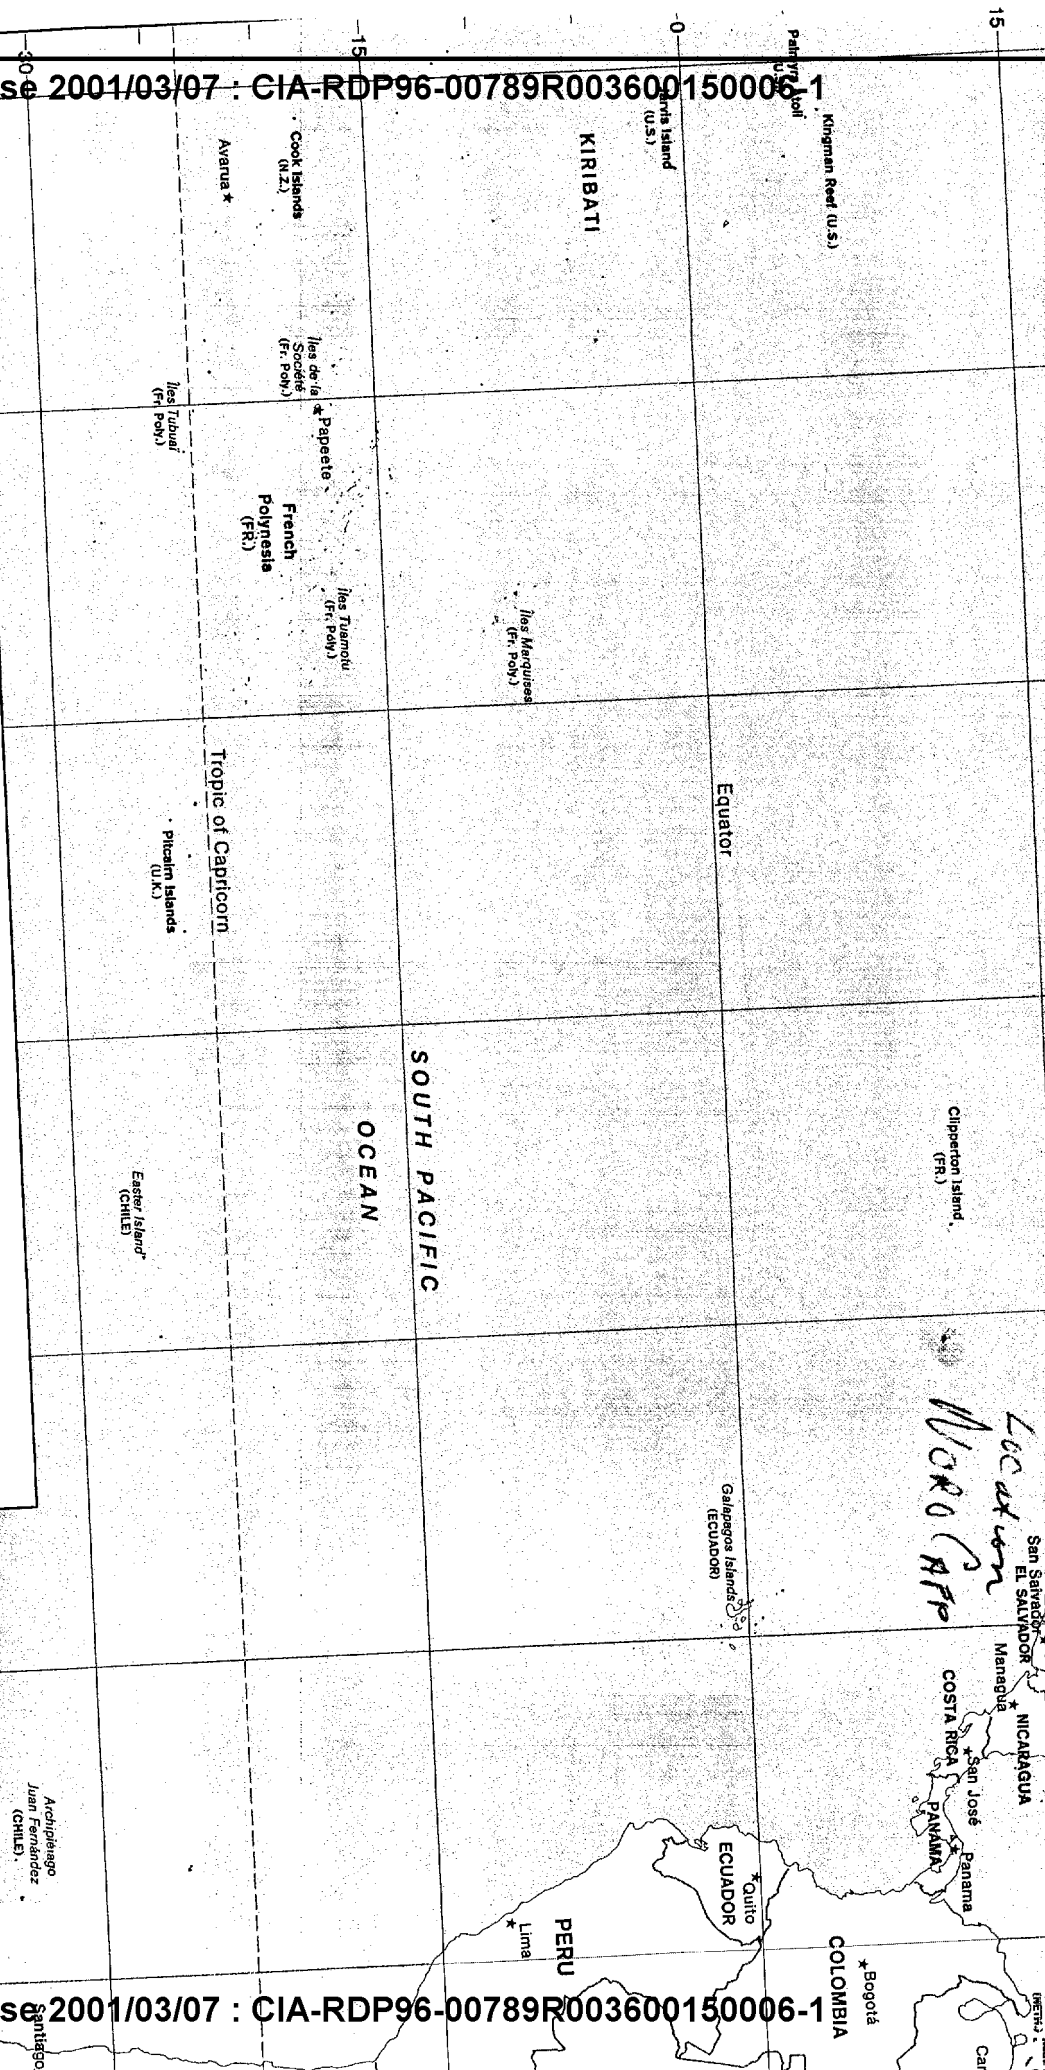 30
15
0
15
se 2001/03/07 : CIA-RDP96-00789R003600150006-1
Kingman Reef (U.S.)
Palmyra Atoll
(U.S.)
Jarvis Island
(U.S.)
KIRIBATI
Cook Islands
(N.Z.)
Avarua
Îles de la
Société
(Fr. Poly.)
Papeete
Îles Tubuaï
(Fr. Poly.)
French
Polynesia
(FR.)
Îles Tuamotu
(Fr. Poly.)
Îles Marquises
(Fr. Poly.)
Equator
Tropic of Capricorn
Pitcairn Islands
(U.K.)
SOUTH PACIFIC
OCEAN
Clipperton Island
(FR.)
Easter Island
(CHILE)
Location
Galapagos Islands
(ECUADOR)
San Salvador
EL SALVADOR
Managua
NICARAGUA
COSTA RICA
San José
PANAMA
Panama
Quito
ECUADOR
COLOMBIA
Bogotá
PERU
Lima
Archipiélago
Juan Fernández
(CHILE)
Santiago
Car
se 2001/03/07 : CIA-RDP96-00789R003600150006-1